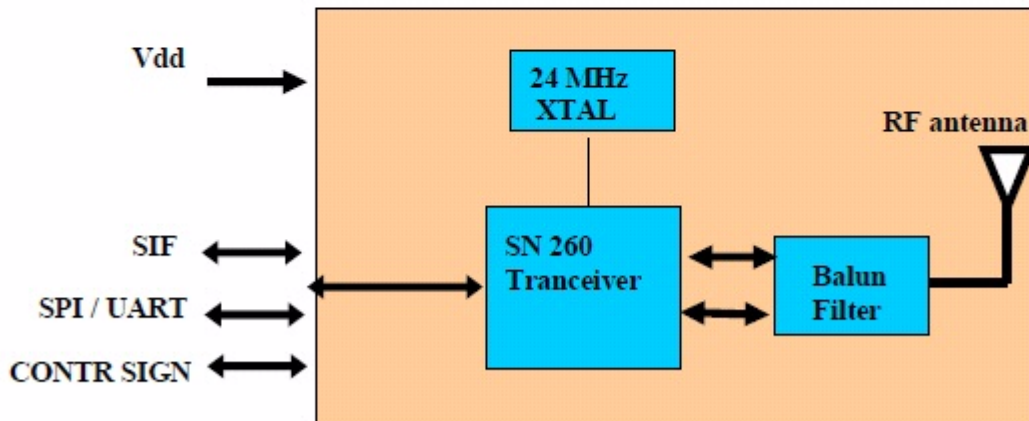 Vdd
24 MHz
XTAL
RF antenna
SIF
SN 260
Tranceiver
SPI / UART
Balun
Filter
CONTR SIGN